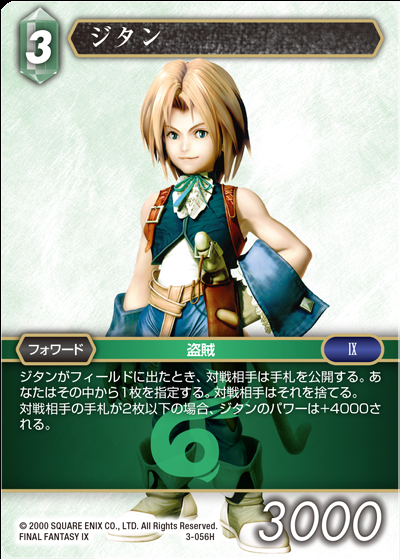 3
ジタン
フォワード
盗賊
IX
ジタンがフィールドに出たとき、対戦相手は手札を公開する。あ
なたはその中から1枚を指定する。対戦相手はそれを捨てる。
対戦相手の手札が2枚以下の場合、ジタンのパワーは+4000さ
れる。
6
© 2000 SQUARE ENIX CO., LTD. All Rights Reserved.
FINAL FANTASY IX
3-056H
3000